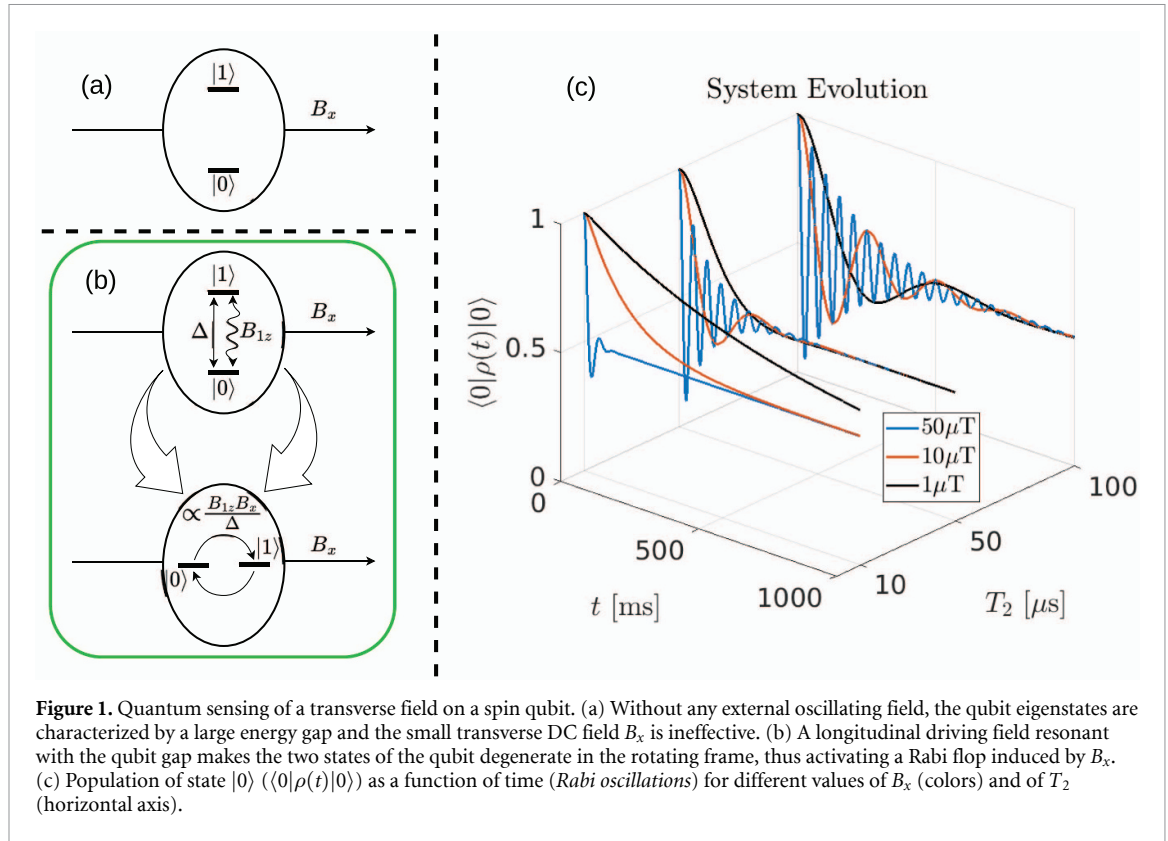 (a)
|1⟩
B_x
|0⟩
(b)
|1⟩
Δ
B_{1z}
B_x
|0⟩
∝ B_{1z}B_x / Δ
|0⟩
|1⟩
B_x
(c)
System Evolution
⟨0|ρ(t)|0⟩
1
0.5
0
0
500
1000
t [ms]
10
50
100
T_2 [μs]
50μT
10μT
1μT
Figure 1. Quantum sensing of a transverse field on a spin qubit. (a) Without any external oscillating field, the qubit eigenstates are
characterized by a large energy gap and the small transverse DC field B_x is ineffective. (b) A longitudinal driving field resonant
with the qubit gap makes the two states of the qubit degenerate in the rotating frame, thus activating a Rabi flop induced by B_x.
(c) Population of state |0⟩ (⟨0|ρ(t)|0⟩) as a function of time (Rabi oscillations) for different values of B_x (colors) and of T_2
(horizontal axis).